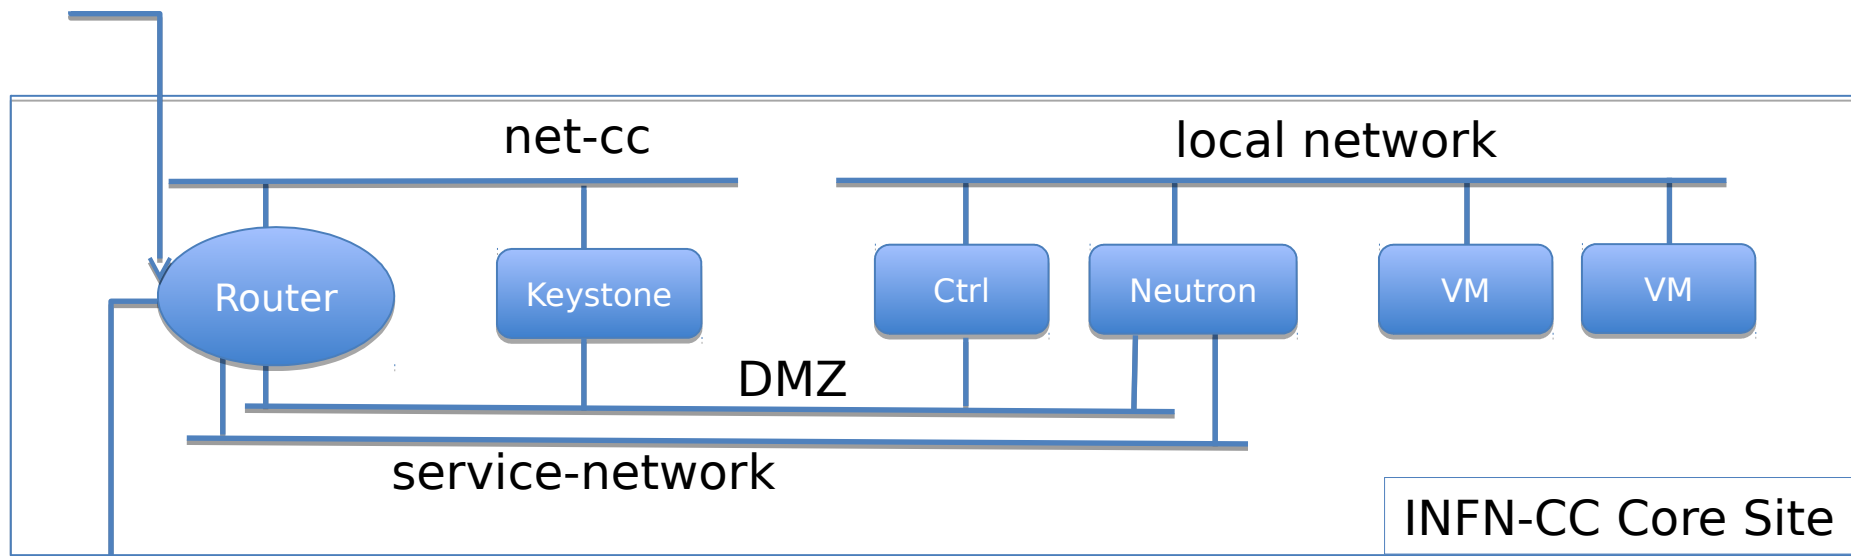 net-cc
local network
Router
Keystone
Ctrl
Neutron
VM
VM
DMZ
service-network
INFN-CC Core Site